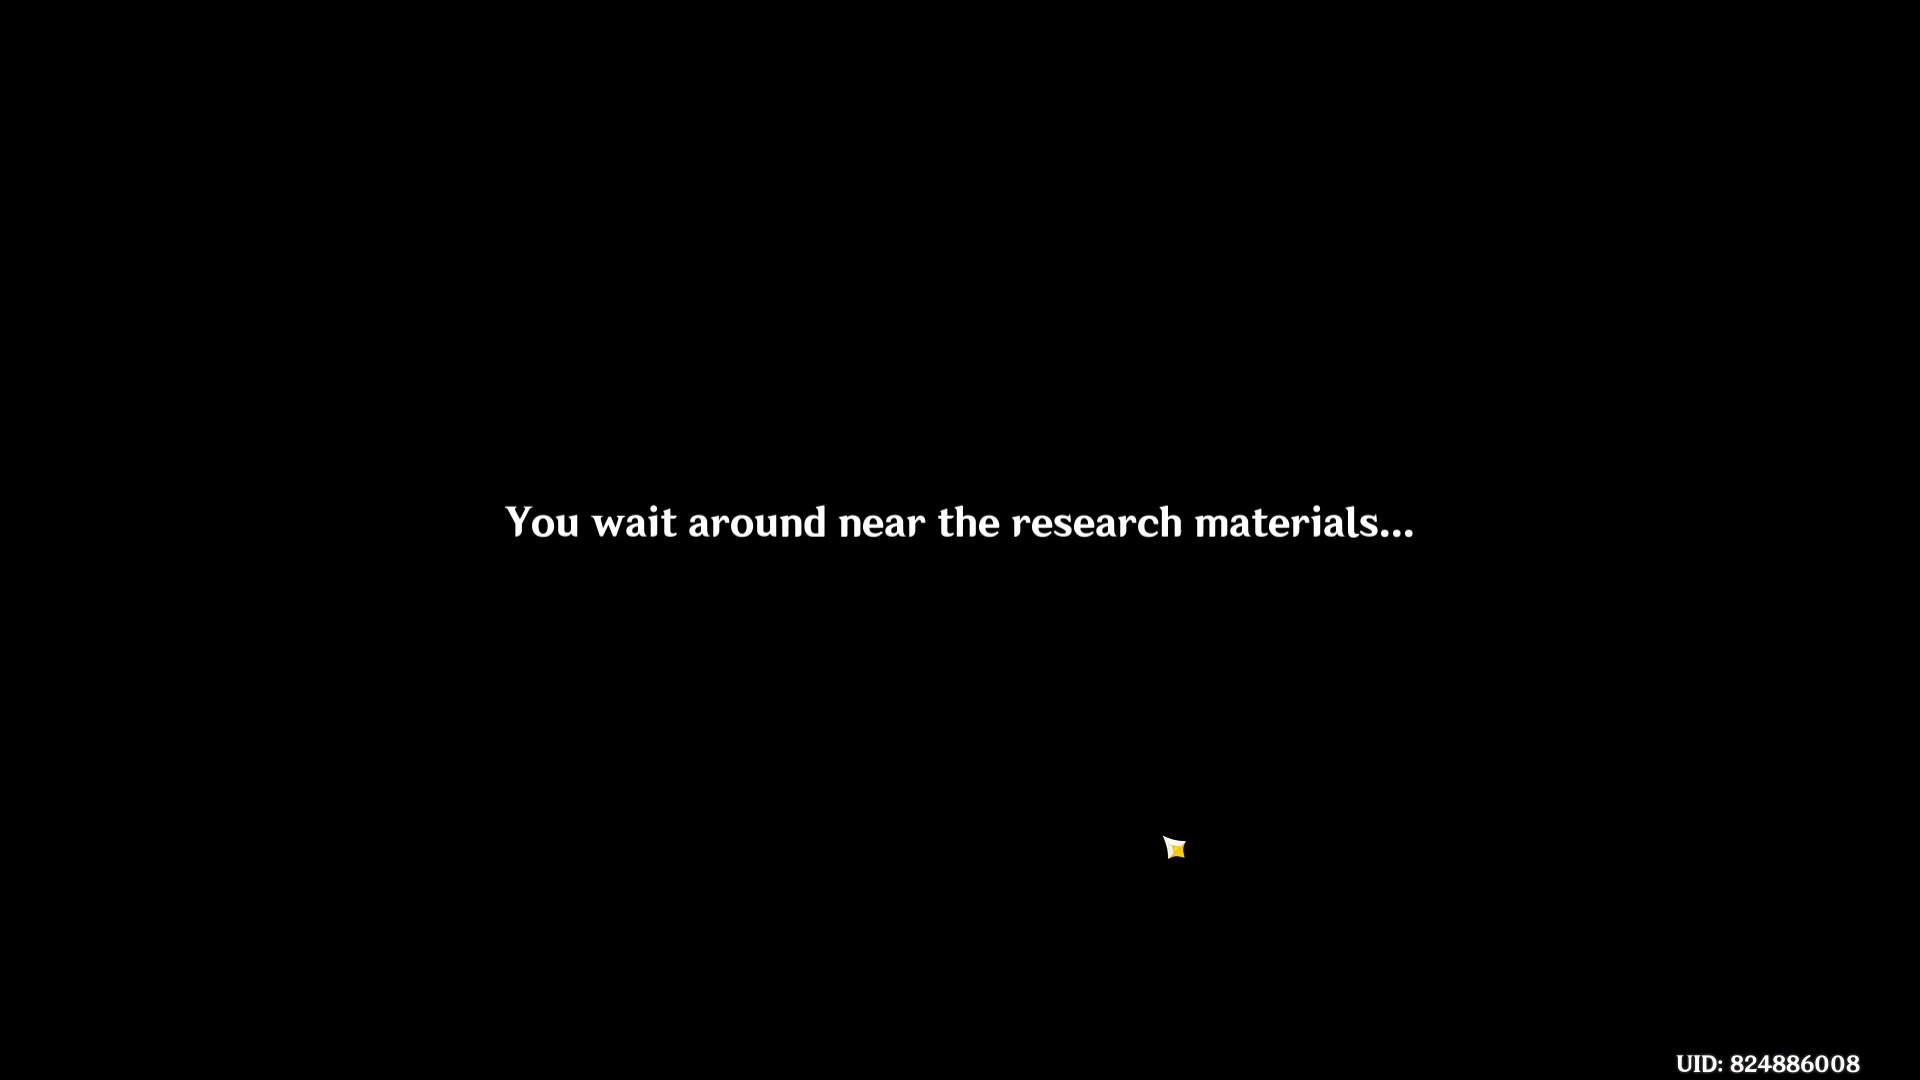 You wait around near the research materials...
UID: 824886008